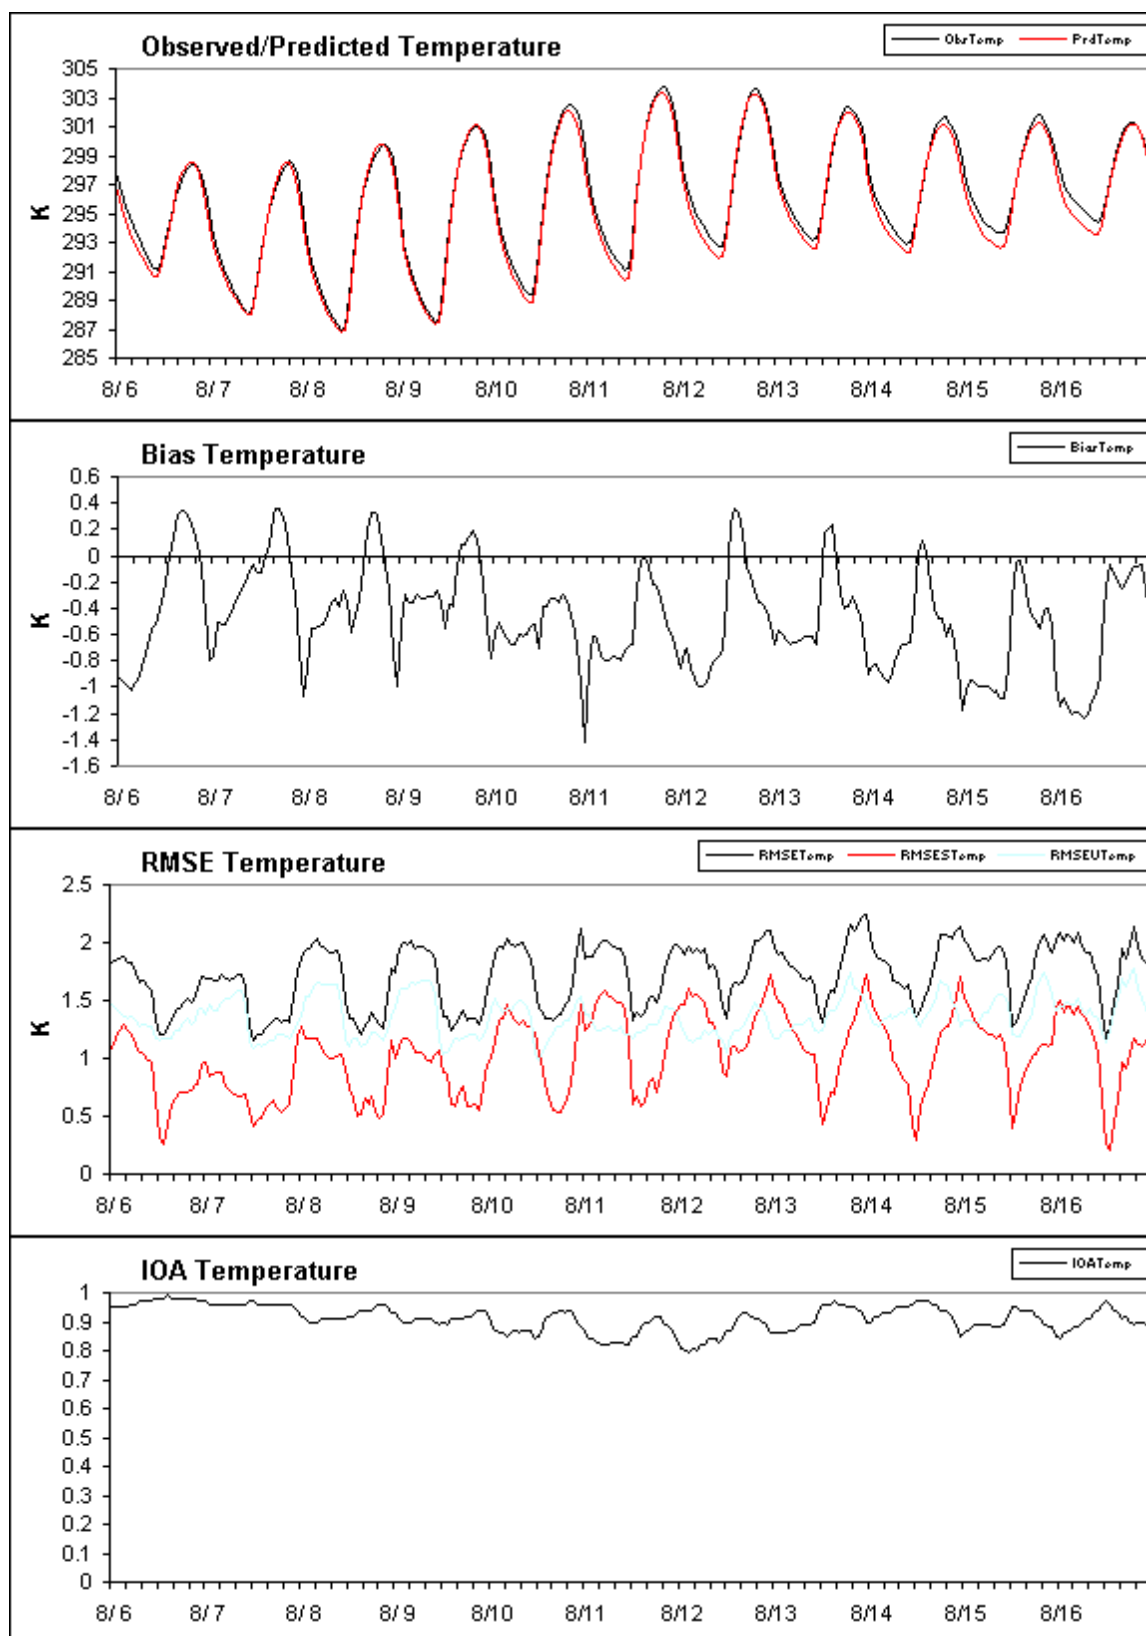 Observed/Predicted Temperature
ObsTemp PrdTemp
305
303
301
299
297
295
293
291
289
287
285
K
8/ 6 8/ 7 8/ 8 8/ 9 8/10 8/11 8/12 8/13 8/14 8/15 8/16
Bias Temperature
BiasTemp
0.6
0.4
0.2
0
-0.2
-0.4
-0.6
-0.8
-1
-1.2
-1.4
-1.6
K
8/ 6 8/ 7 8/ 8 8/ 9 8/10 8/11 8/12 8/13 8/14 8/15 8/16
RMSE Temperature
RMSETemp RMSESTemp RMSEUTemp
2.5
2
1.5
1
0.5
0
K
8/ 6 8/ 7 8/ 8 8/ 9 8/10 8/11 8/12 8/13 8/14 8/15 8/16
IOA Temperature
IOATemp
1
0.9
0.8
0.7
0.6
0.5
0.4
0.3
0.2
0.1
0
8/ 6 8/ 7 8/ 8 8/ 9 8/10 8/11 8/12 8/13 8/14 8/15 8/16